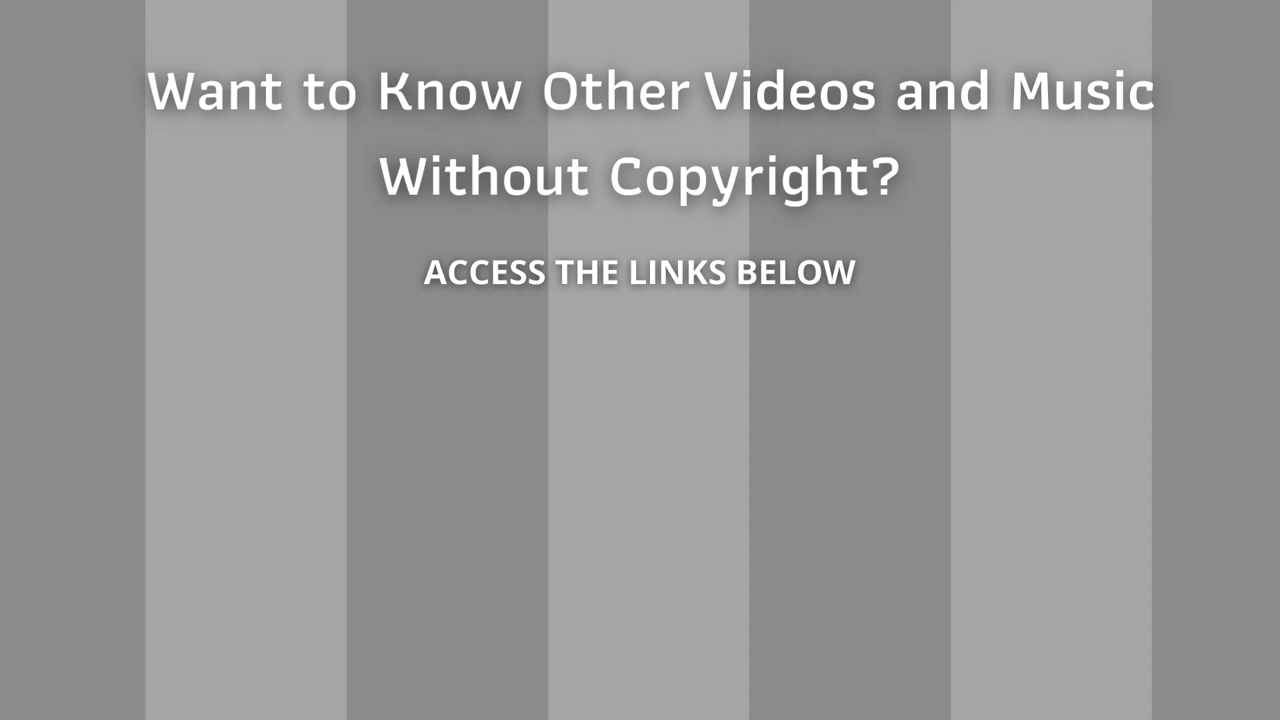 Want to Know Other Videos and Music
Without Copyright?
ACCESS THE LINKS BELOW